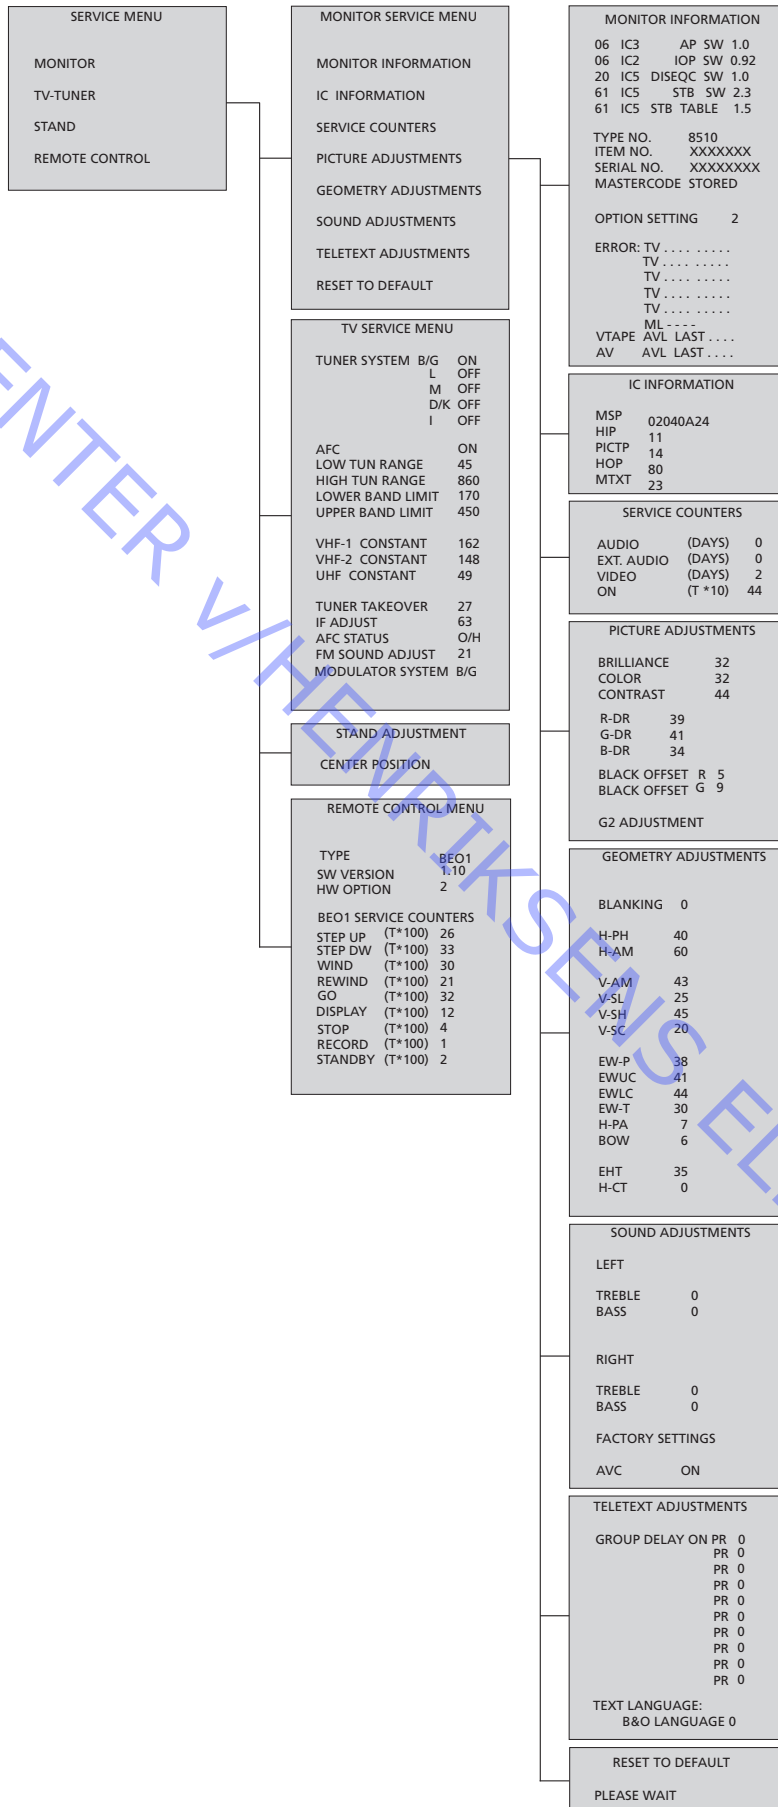 SERVICE MENU
MONITOR
TV-TUNER
STAND
REMOTE CONTROL
MONITOR SERVICE MENU
MONITOR INFORMATION
IC INFORMATION
SERVICE COUNTERS
PICTURE ADJUSTMENTS
GEOMETRY ADJUSTMENTS
SOUND ADJUSTMENTS
TELETEXT ADJUSTMENTS
RESET TO DEFAULT
TV SERVICE MENU
TUNER SYSTEM B/G ON
L OFF
M OFF
D/K OFF
I OFF
AFC ON
LOW TUN RANGE 45
HIGH TUN RANGE 860
LOWER BAND LIMIT 170
UPPER BAND LIMIT 450
VHF-1 CONSTANT 162
VHF-2 CONSTANT 148
UHF CONSTANT 49
TUNER TAKEOVER 27
IF ADJUST 63
AFC STATUS O/H
FM SOUND ADJUST 21
MODULATOR SYSTEM B/G
STAND ADJUSTMENT
CENTER POSITION
REMOTE CONTROL MENU
TYPE BEO1
SW VERSION 1.10
HW OPTION 2
BEO1 SERVICE COUNTERS
STEP UP (T*100) 26
STEP DW (T*100) 33
WIND (T*100) 30
REWIND (T*100) 21
GO (T*100) 32
DISPLAY (T*100) 12
STOP (T*100) 4
RECORD (T*100) 1
STANDBY (T*100) 2
MONITOR INFORMATION
06 IC3 AP SW 1.0
06 IC2 IOP SW 0.92
20 IC5 DISEQC SW 1.0
61 IC5 STB SW 2.3
61 IC5 STB TABLE 1.5
TYPE NO. 8510
ITEM NO. XXXXXXX
SERIAL NO. XXXXXXXX
MASTERCODE STORED
OPTION SETTING 2
ERROR: TV . . . . . . . . .
TV . . . . . . . . .
TV . . . . . . . . .
TV . . . . . . . . .
TV . . . . . . . . .
ML - - - -
VTAPE AVL LAST . . . .
AV AVL LAST . . . .
IC INFORMATION
MSP 02040A24
HIP 11
PICTP 14
HOP 80
MTXT 23
SERVICE COUNTERS
AUDIO (DAYS) 0
EXT. AUDIO (DAYS) 0
VIDEO (DAYS) 2
ON (T *10) 44
PICTURE ADJUSTMENTS
BRILLIANCE 32
COLOR 32
CONTRAST 44
R-DR 39
G-DR 41
B-DR 34
BLACK OFFSET R 5
BLACK OFFSET G 9
G2 ADJUSTMENT
GEOMETRY ADJUSTMENTS
BLANKING 0
H-PH 40
H-AM 60
V-AM 43
V-SL 25
V-SH 45
V-SC 20
EW-P 38
EWUC 41
EWLC 44
EW-T 30
H-PA 7
BOW 6
EHT 35
H-CT 0
SOUND ADJUSTMENTS
LEFT
TREBLE 0
BASS 0
RIGHT
TREBLE 0
BASS 0
FACTORY SETTINGS
AVC ON
TELETEXT ADJUSTMENTS
GROUP DELAY ON PR 0
PR 0
PR 0
PR 0
PR 0
PR 0
PR 0
PR 0
PR 0
PR 0
TEXT LANGUAGE:
B&O LANGUAGE 0
RESET TO DEFAULT
PLEASE WAIT
ENTER v/HENRIKSENS EL